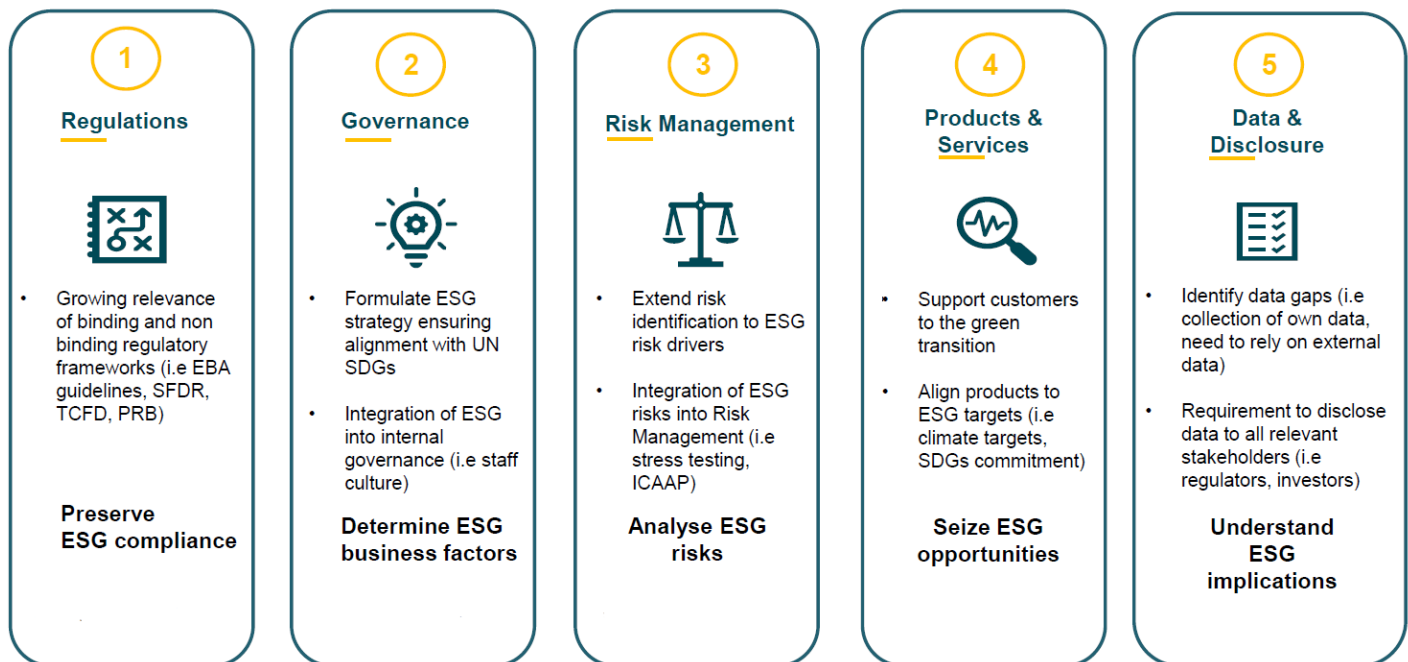 1
Regulations
• Growing relevance
of binding and non
binding regulatory
frameworks (i.e EBA
guidelines, SFDR,
TCFD, PRB)
Preserve
ESG compliance
2
Governance
• Formulate ESG
strategy ensuring
alignment with UN
SDGs
• Integration of ESG
into internal
governance (i.e staff
culture)
Determine ESG
business factors
3
Risk Management
• Extend risk
identification to ESG
risk drivers
• Integration of ESG
risks into Risk
Management (i.e
stress testing,
ICAAP)
Analyse ESG
risks
4
Products &
Services
• Support customers
to the green
transition
• Align products to
ESG targets (i.e
climate targets,
SDGs commitment)
Seize ESG
opportunities
5
Data &
Disclosure
• Identify data gaps (i.e
collection of own data,
need to rely on external
data)
• Requirement to disclose
data to all relevant
stakeholders (i.e
regulators, investors)
Understand
ESG
implications